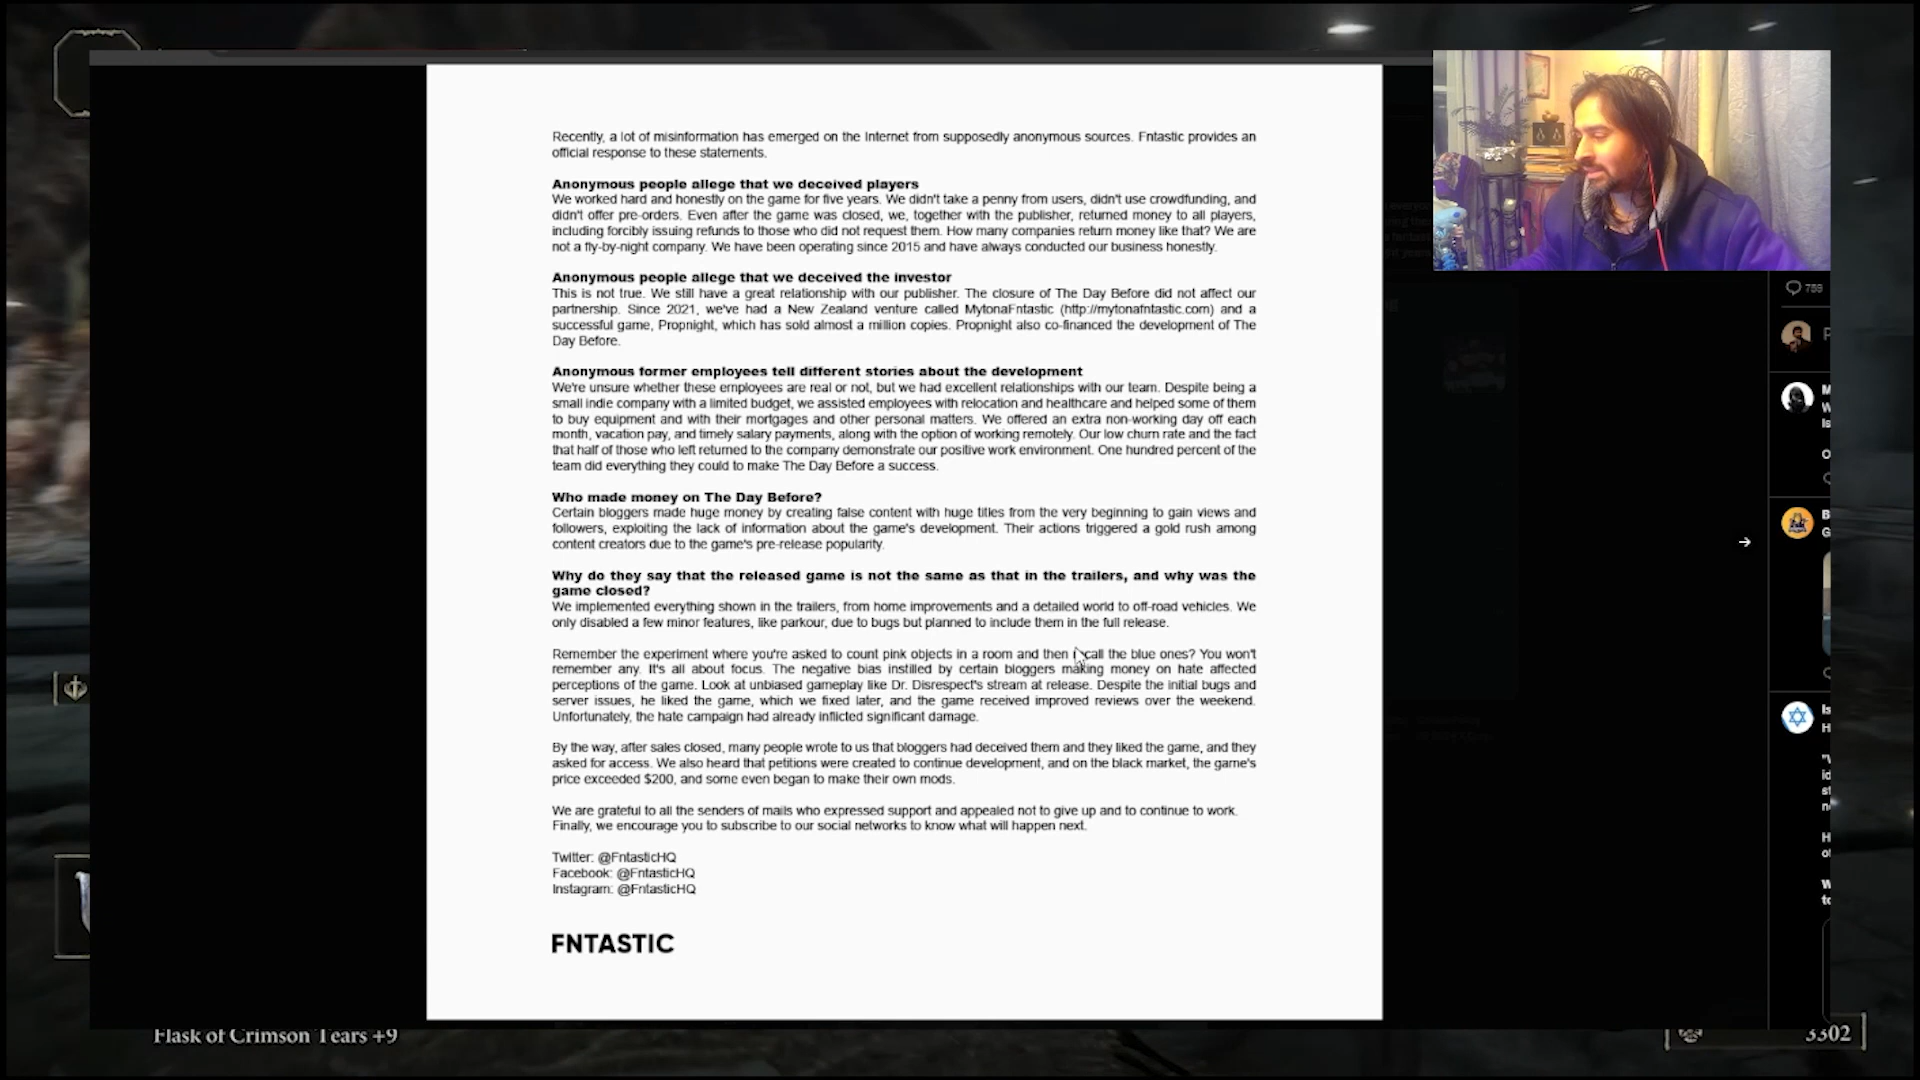 Recently, a lot of misinformation has emerged on the Internet from supposedly anonymous sources. Fntastic provides an
official response to these statements.
Anonymous people allege that we deceived players
We worked hard and honestly on the game for five years. We didn't take a penny from users, didn't use crowdfunding, and
didn't offer pre-orders. Even after the game was closed, we, together with the publisher, returned money to all players,
including forcibly issuing refunds to those who did not request them. How many companies return money like that? We are
not a fly-by-night company. We have been operating since 2015 and have always conducted our business honestly.
Anonymous people allege that we deceived the investor
This is not true. We still have a great relationship with our publisher. The closure of The Day Before did not affect our
partnership. Since 2021, we've had a New Zealand venture called MytonaFntastic (http://mytonafntastic.com) and a
successful game, Propnight, which has sold almost a million copies. Propnight also co-financed the development of The
Day Before.
Anonymous former employees tell different stories about the development
We're unsure whether these employees are real or not, but we had excellent relationships with our team. Despite being a
small indie company with a limited budget, we assisted employees with relocation and healthcare and helped some of them
to buy equipment and with their mortgages and other personal matters. We offered an extra non-working day off each
month, vacation pay, and timely salary payments, along with the option of working remotely. Our low churn rate and the fact
that half of those who left returned to the company demonstrate our positive work environment. One hundred percent of the
team did everything they could to make The Day Before a success.
Who made money on The Day Before?
Certain bloggers made huge money by creating false content with huge titles from the very beginning to gain views and
followers, exploiting the lack of information about the game's development. Their actions triggered a gold rush among
content creators due to the game's pre-release popularity.
Why do they say that the released game is not the same as that in the trailers, and why was the
game closed?
We implemented everything shown in the trailers, from home improvements and a detailed world to off-road vehicles. We
only disabled a few minor features, like parkour, due to bugs but planned to include them in the full release.
Remember the experiment where you're asked to count pink objects in a room and then recall the blue ones? You won't
remember any. It's all about focus. The negative bias instilled by certain bloggers making money on hate affected
perceptions of the game. Look at unbiased gameplay like Dr. Disrespect's stream at release. Despite the initial bugs and
server issues, he liked the game, which we fixed later, and the game received improved reviews over the weekend.
Unfortunately, the hate campaign had already inflicted significant damage.
By the way, after sales closed, many people wrote to us that bloggers had deceived them and they liked the game, and they
asked for access. We also heard that petitions were created to continue development, and on the black market, the game's
price exceeded $200, and some even began to make their own mods.
We are grateful to all the senders of mails who expressed support and appealed not to give up and to continue to work.
Finally, we encourage you to subscribe to our social networks to know what will happen next.
Twitter: @FntasticHQ
Facebook: @FntasticHQ
Instagram: @FntasticHQ
FNTASTIC
759
Flask of Crimson Tears +9
3302